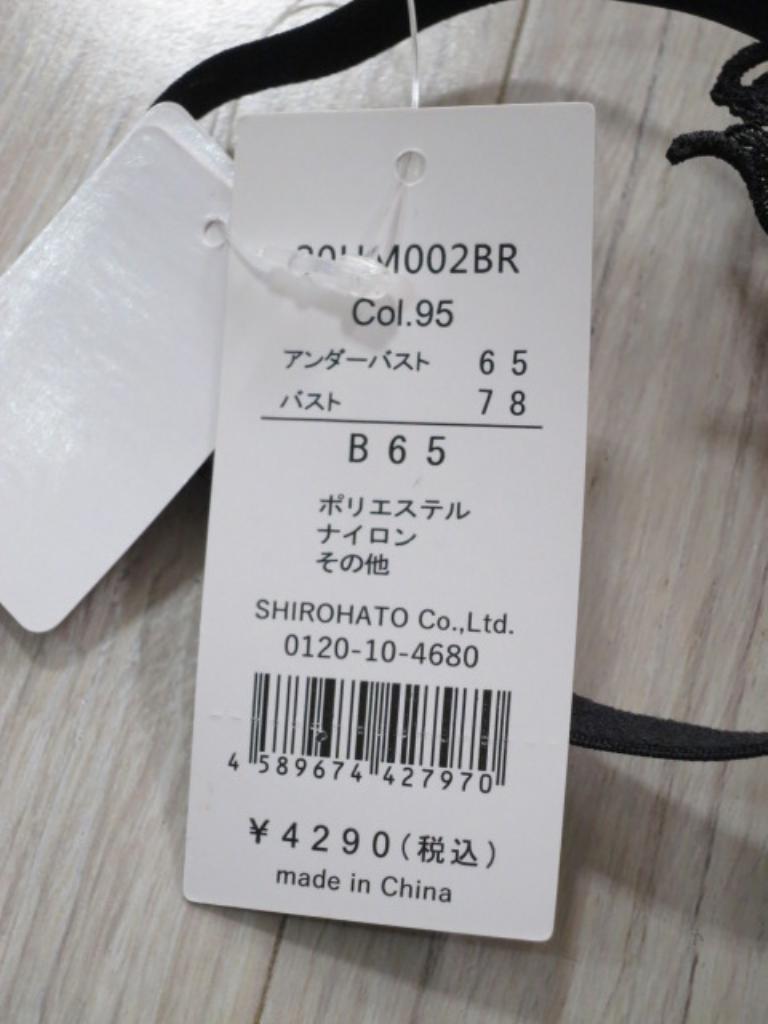 M002BR
Col.95
アンダーバスト 65
バスト 78
B65
ポリエステル
ナイロン
その他
SHIROHATO Co.,Ltd.
0120-10-4680
4 589674 427970
¥4290(税込)
made in China